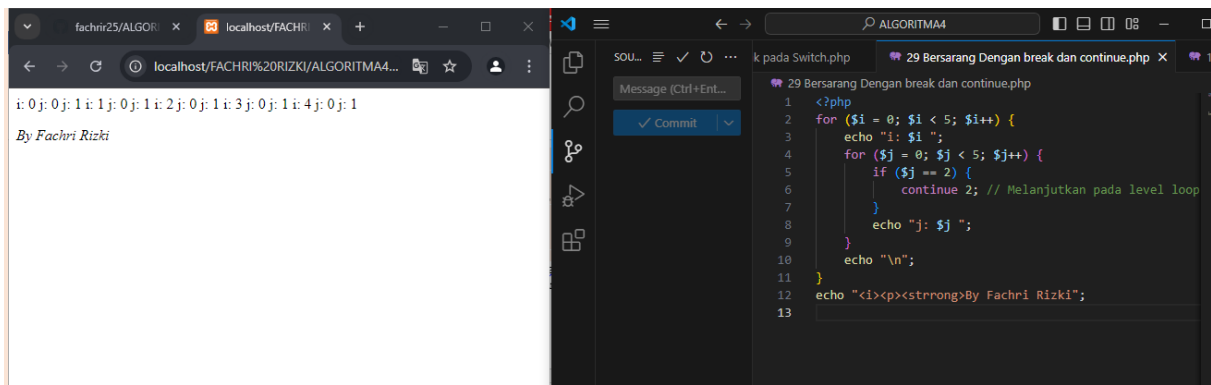 fachrir25/ALGORI
localhost/FACHRI
localhost/FACHRI%20RIZKI/ALGORITMA4...
i: 0 j: 0 j: 1 i: 1 j: 0 j: 1 i: 2 j: 0 j: 1 i: 3 j: 0 j: 1 i: 4 j: 0 j: 1
By Fachri Rizki
ALGORITMA4
SOU...
k pada Switch.php
29 Bersarang Dengan break dan continue.php
Message (Ctrl+Ent...
Commit
29 Bersarang Dengan break dan continue.php
1 <?php
2 for ($i = 0; $i < 5; $i++) {
3 echo "i: $i ";
4 for ($j = 0; $j < 5; $j++) {
5 if ($j == 2) {
6 continue 2; // Melanjutkan pada level loop
7 }
8 echo "j: $j ";
9 }
10 echo "\n";
11 }
12 echo "<i><p><strrong>By Fachri Rizki";
13